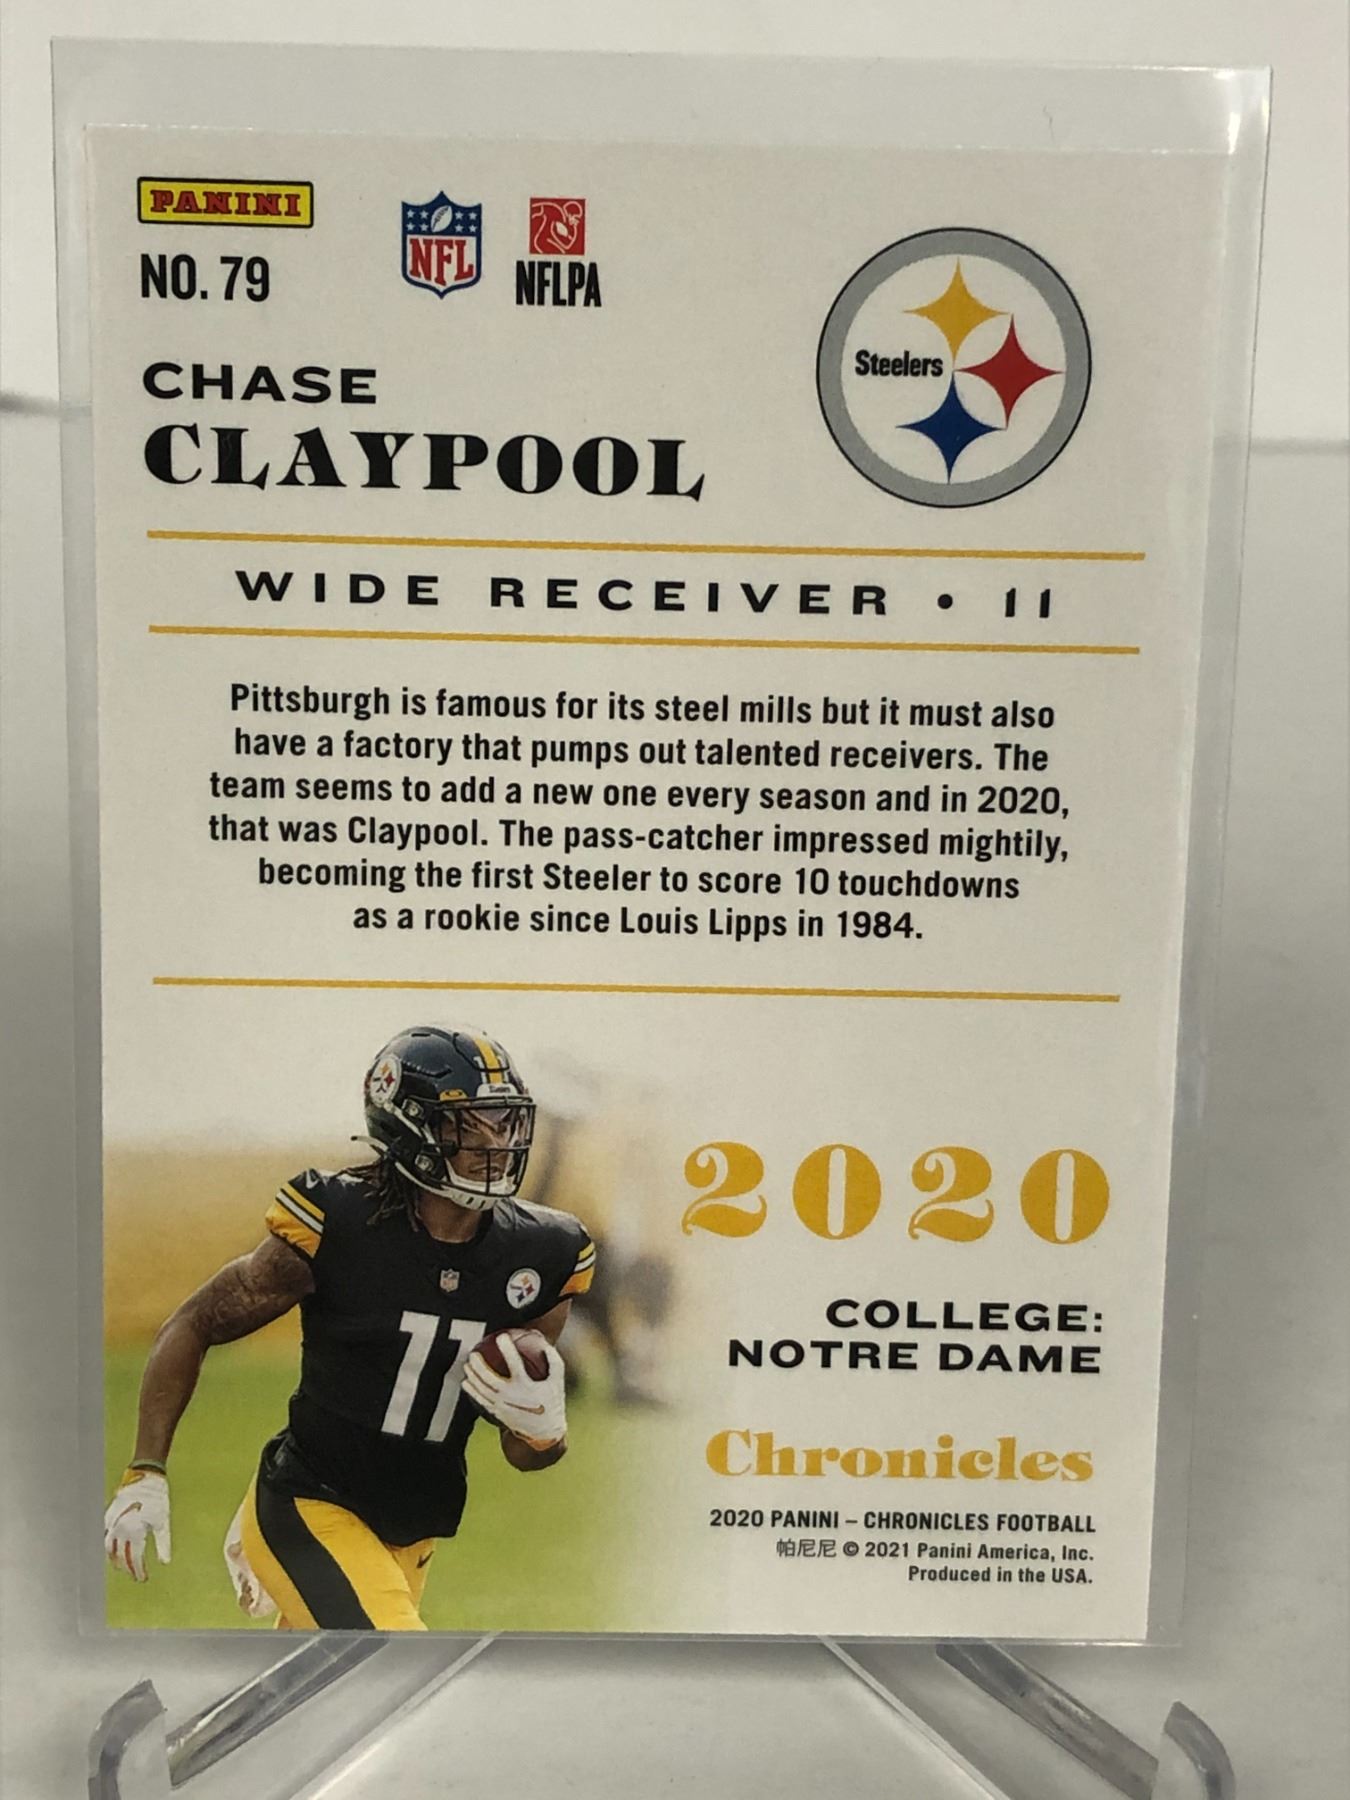 PANINI
NO. 79
NFL
NFLPA
Steelers
CHASE
CLAYPOOL
WIDE RECEIVER • 11
Pittsburgh is famous for its steel mills but it must also
have a factory that pumps out talented receivers. The
team seems to add a new one every season and in 2020,
that was Claypool. The pass-catcher impressed mightily,
becoming the first Steeler to score 10 touchdowns
as a rookie since Louis Lipps in 1984.
11
2020
COLLEGE:
NOTRE DAME
Chronicles
2020 PANINI – CHRONICLES FOOTBALL
帕尼尼 © 2021 Panini America, Inc.
Produced in the USA.